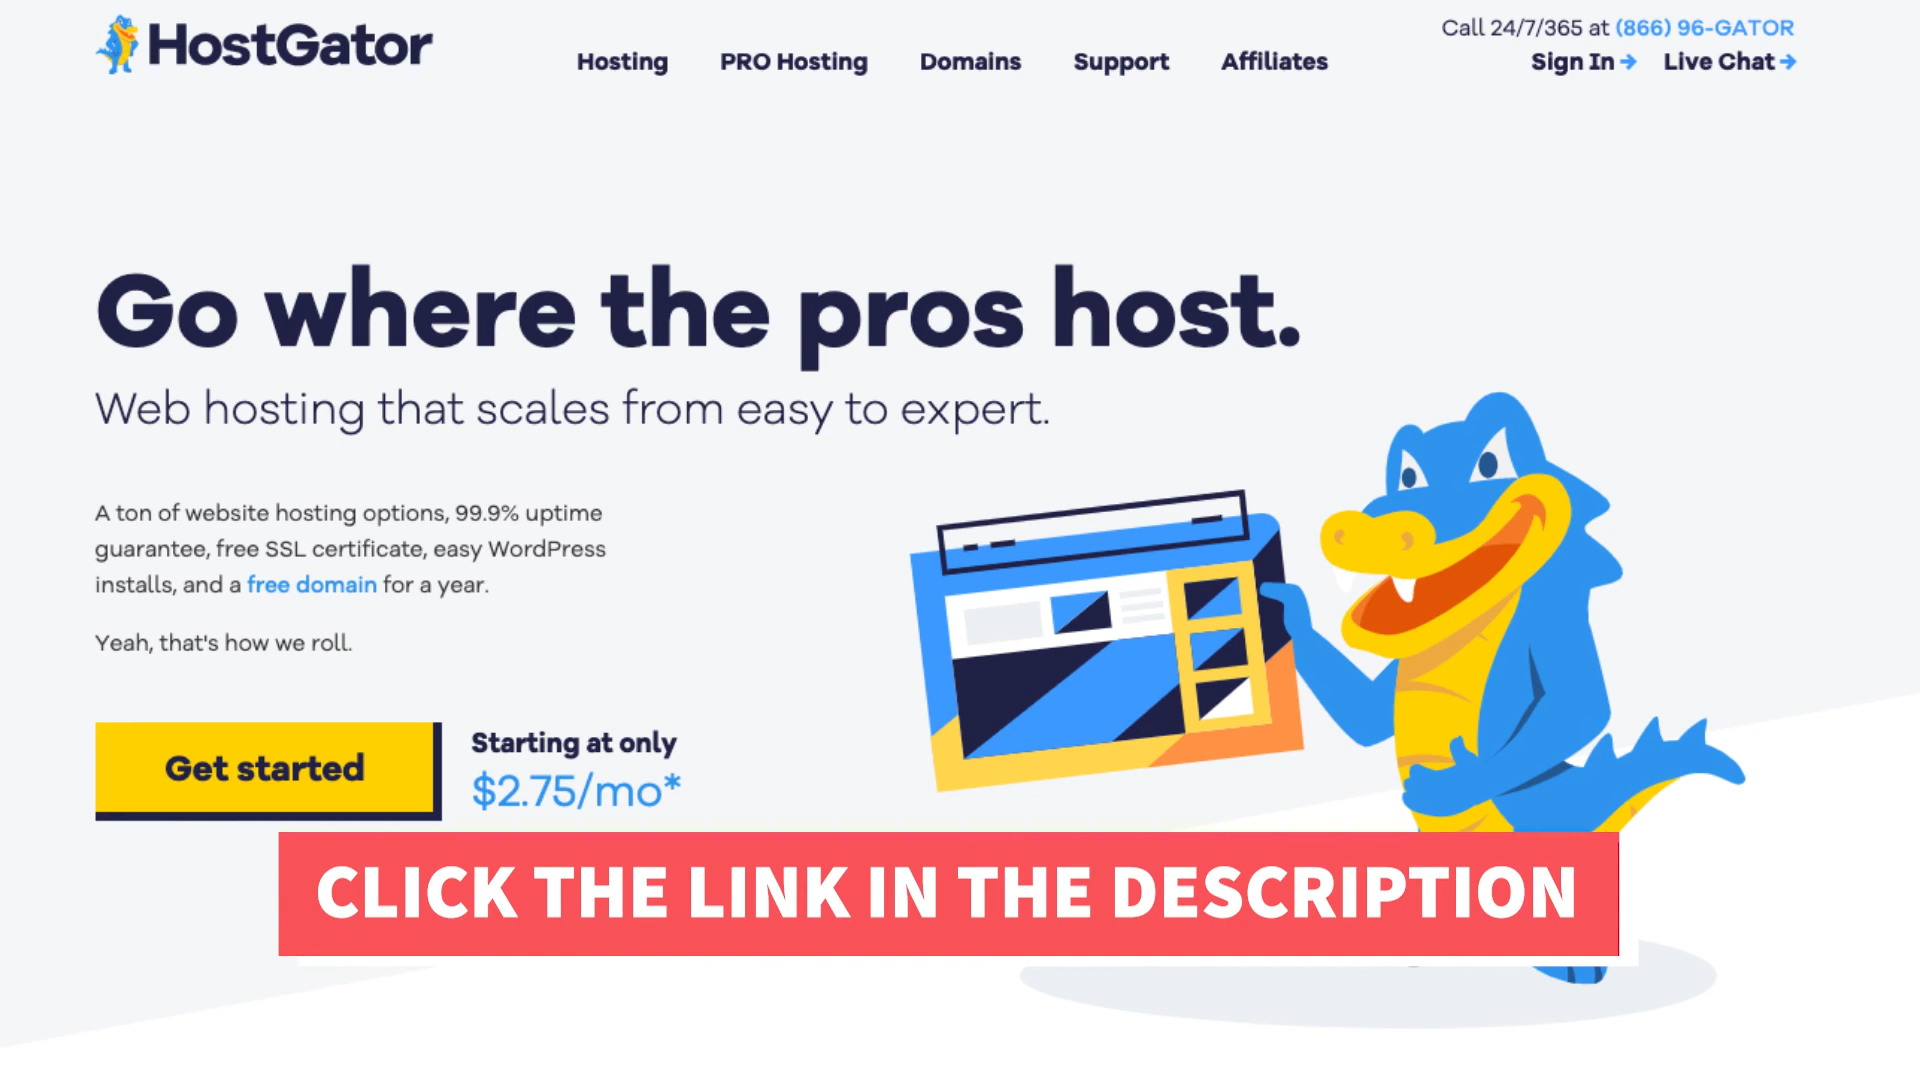 HostGator
Call 24/7/365 at (866) 96-GATOR
Hosting
PRO Hosting
Domains
Support
Affiliates
Sign In
Live Chat
Go where the pros host.
Web hosting that scales from easy to expert.
A ton of website hosting options, 99.9% uptime
guarantee, free SSL certificate, easy WordPress
installs, and a free domain for a year.
Yeah, that's how we roll.
Get started
Starting at only
$2.75/mo*
CLICK THE LINK IN THE DESCRIPTION